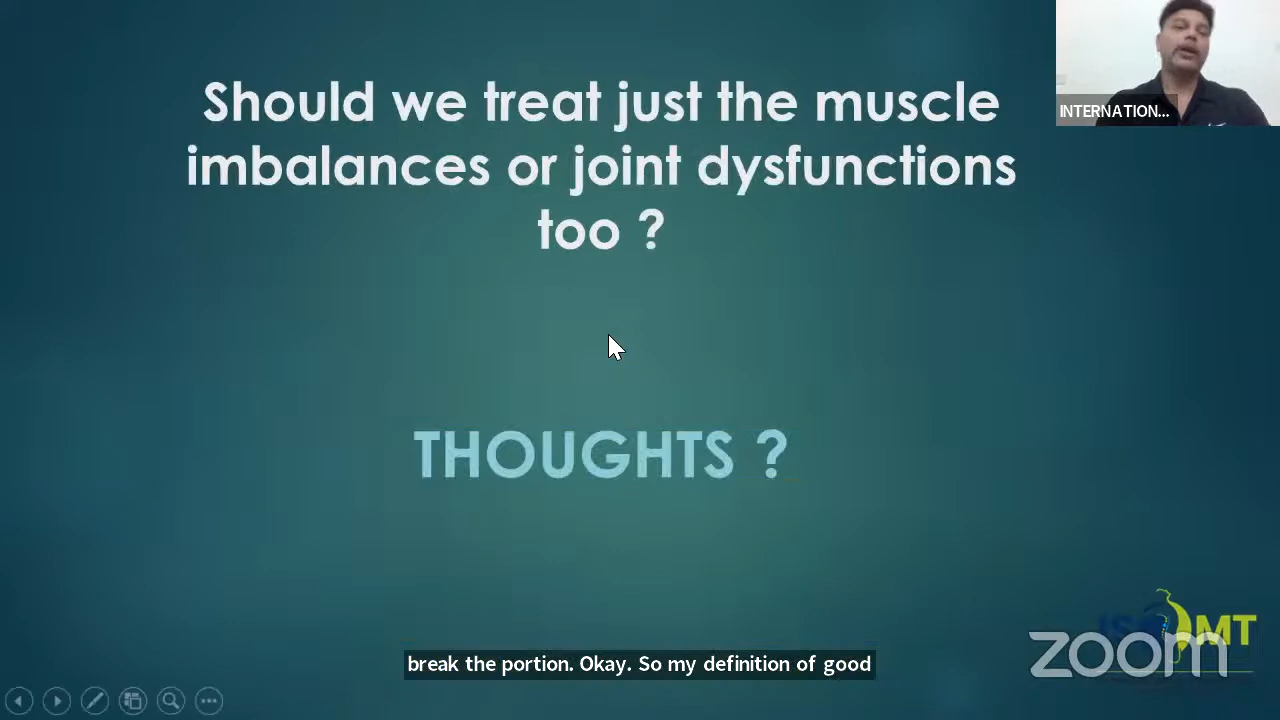 Should we treat just the muscle
imbalances or joint dysfunctions
too ?
INTERNATION...
THOUGHTS ?
MT
zoom
break the portion. Okay. So my definition of good